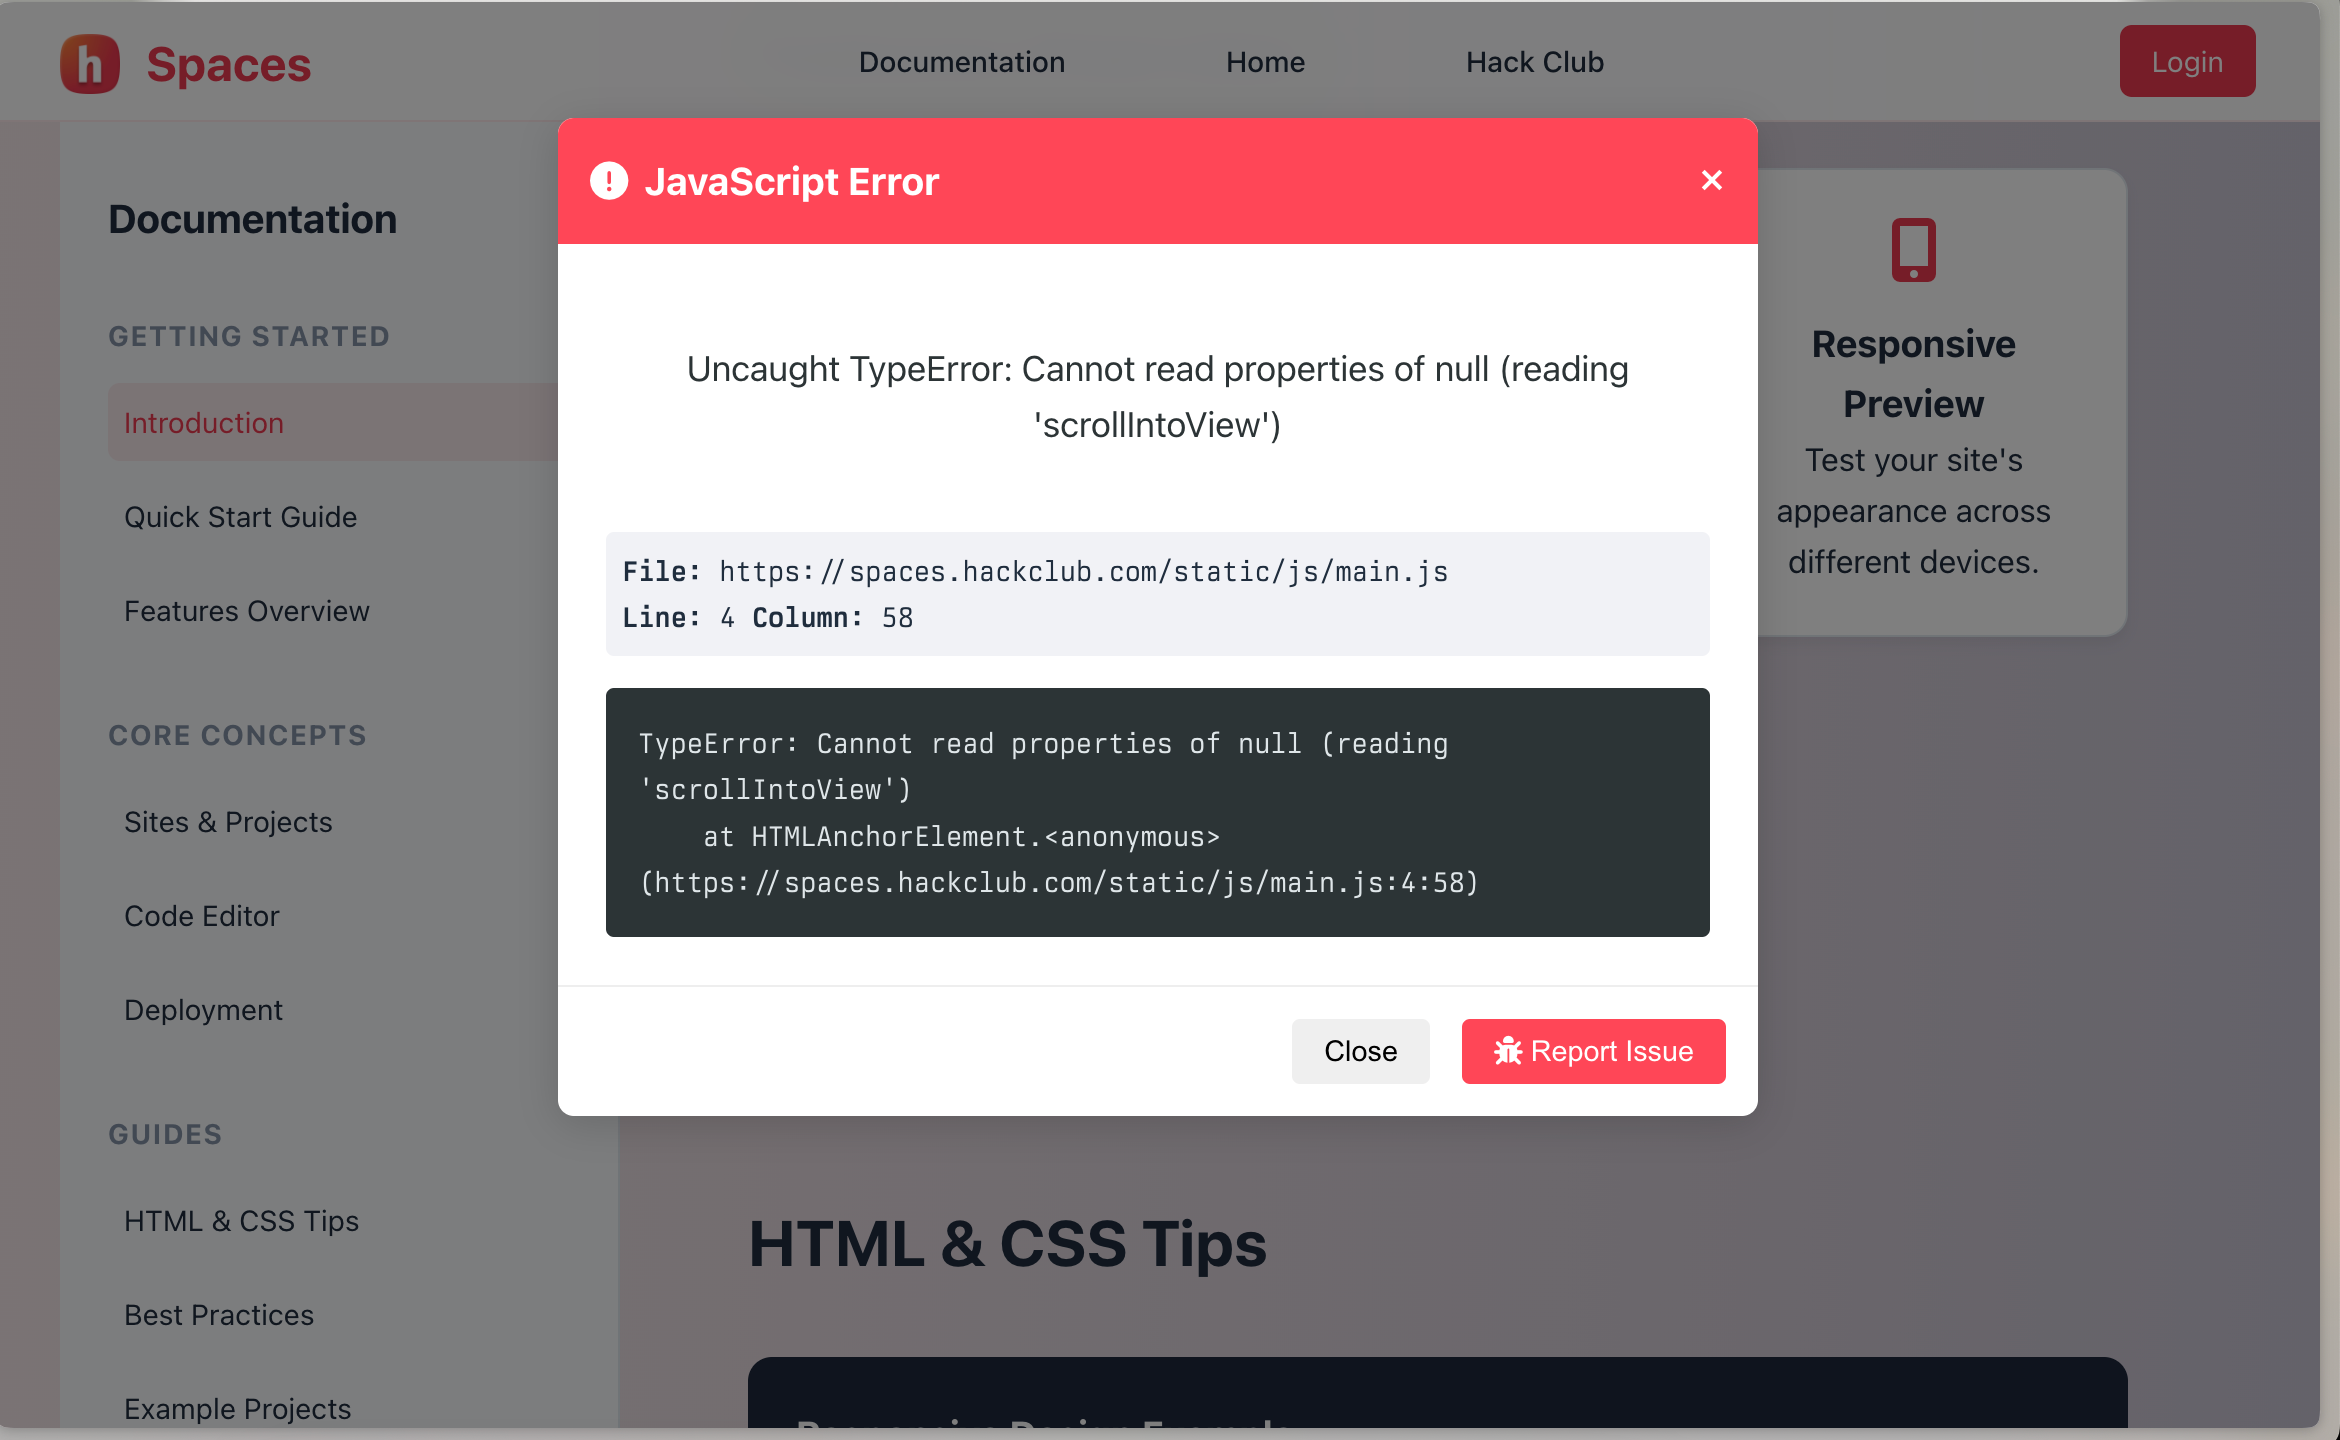 h Spaces
Documentation
Home
Hack Club
Login
Documentation
GETTING STARTED
Introduction
Quick Start Guide
Features Overview
CORE CONCEPTS
Sites & Projects
Code Editor
Deployment
GUIDES
HTML & CSS Tips
Best Practices
Example Projects
JavaScript Error
Uncaught TypeError: Cannot read properties of null (reading
'scrollIntoView')
File: https://spaces.hackclub.com/static/js/main.js
Line: 4 Column: 58
TypeError: Cannot read properties of null (reading
'scrollIntoView')
at HTMLAnchorElement.<anonymous>
(https://spaces.hackclub.com/static/js/main.js:4:58)
Close
Report Issue
Responsive
Preview
Test your site's
appearance across
different devices.
HTML & CSS Tips
Responsive Design Example